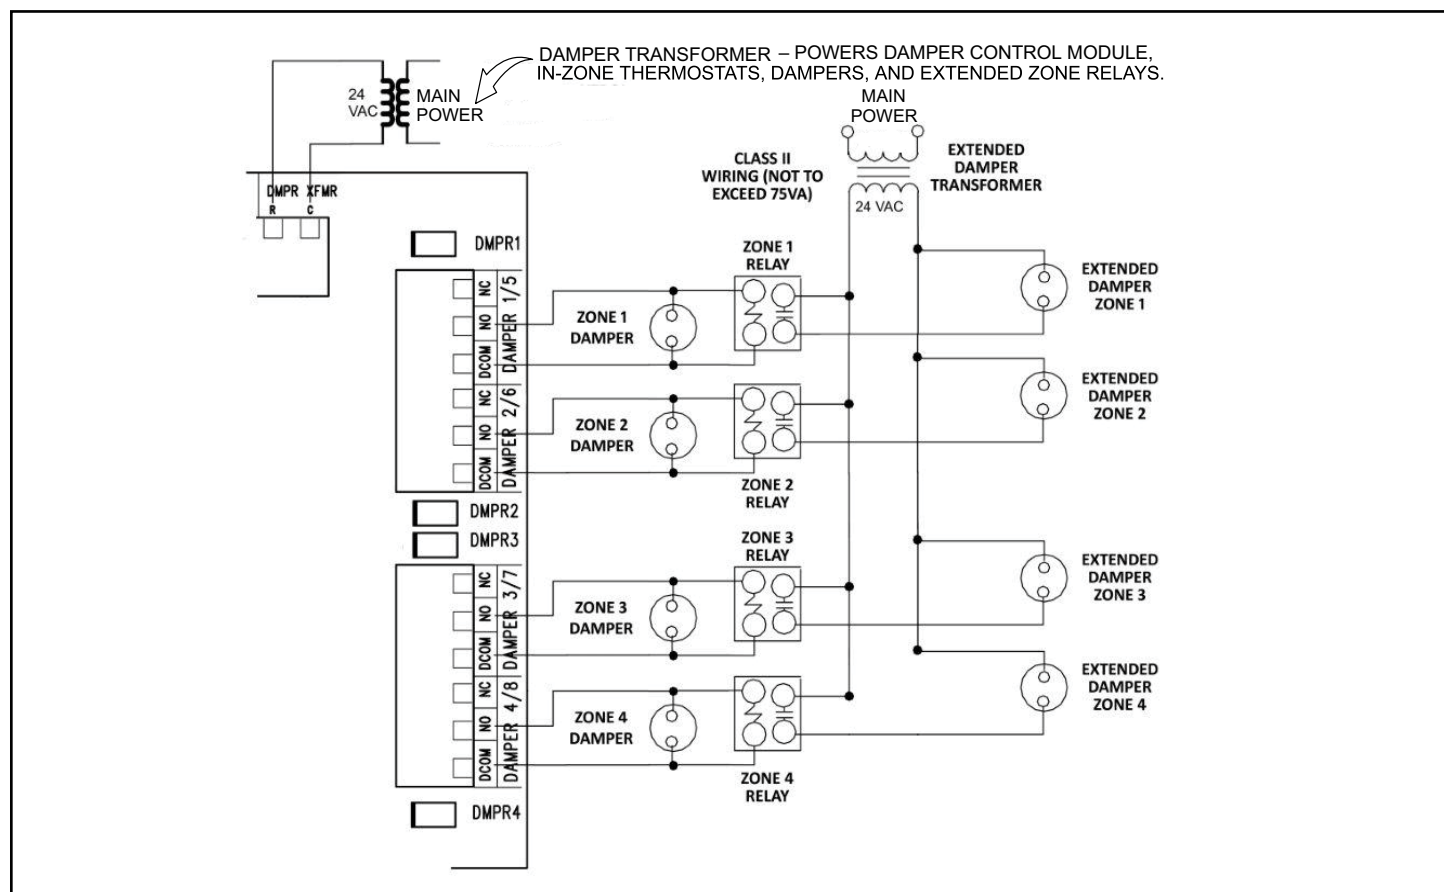 DAMPER TRANSFORMER – POWERS DAMPER CONTROL MODULE,
IN-ZONE THERMOSTATS, DAMPERS, AND EXTENDED ZONE RELAYS.
24
VAC
MAIN
POWER
MAIN
POWER
EXTENDED
DAMPER
TRANSFORMER
24 VAC
CLASS II
WIRING (NOT TO
EXCEED 75VA)
DMPR XFMR
R C
DMPR1
NC
NO
DCOM
DAMPER 1/5
NC
NO
DCOM
DAMPER 2/6
DMPR2
DMPR3
NC
NO
DCOM
DAMPER 3/7
NC
NO
DCOM
DAMPER 4/8
DMPR4
ZONE 1
DAMPER
ZONE 1
RELAY
EXTENDED
DAMPER
ZONE 1
ZONE 2
DAMPER
ZONE 2
RELAY
EXTENDED
DAMPER
ZONE 2
ZONE 3
DAMPER
ZONE 3
RELAY
EXTENDED
DAMPER
ZONE 3
ZONE 4
DAMPER
ZONE 4
RELAY
EXTENDED
DAMPER
ZONE 4